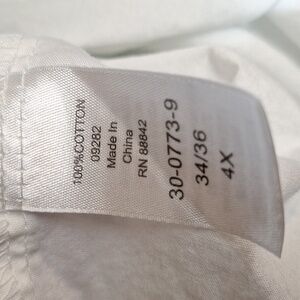 100%COTTON
09282
Made In
China
RN 88842
30-0773-9
34/36
4X